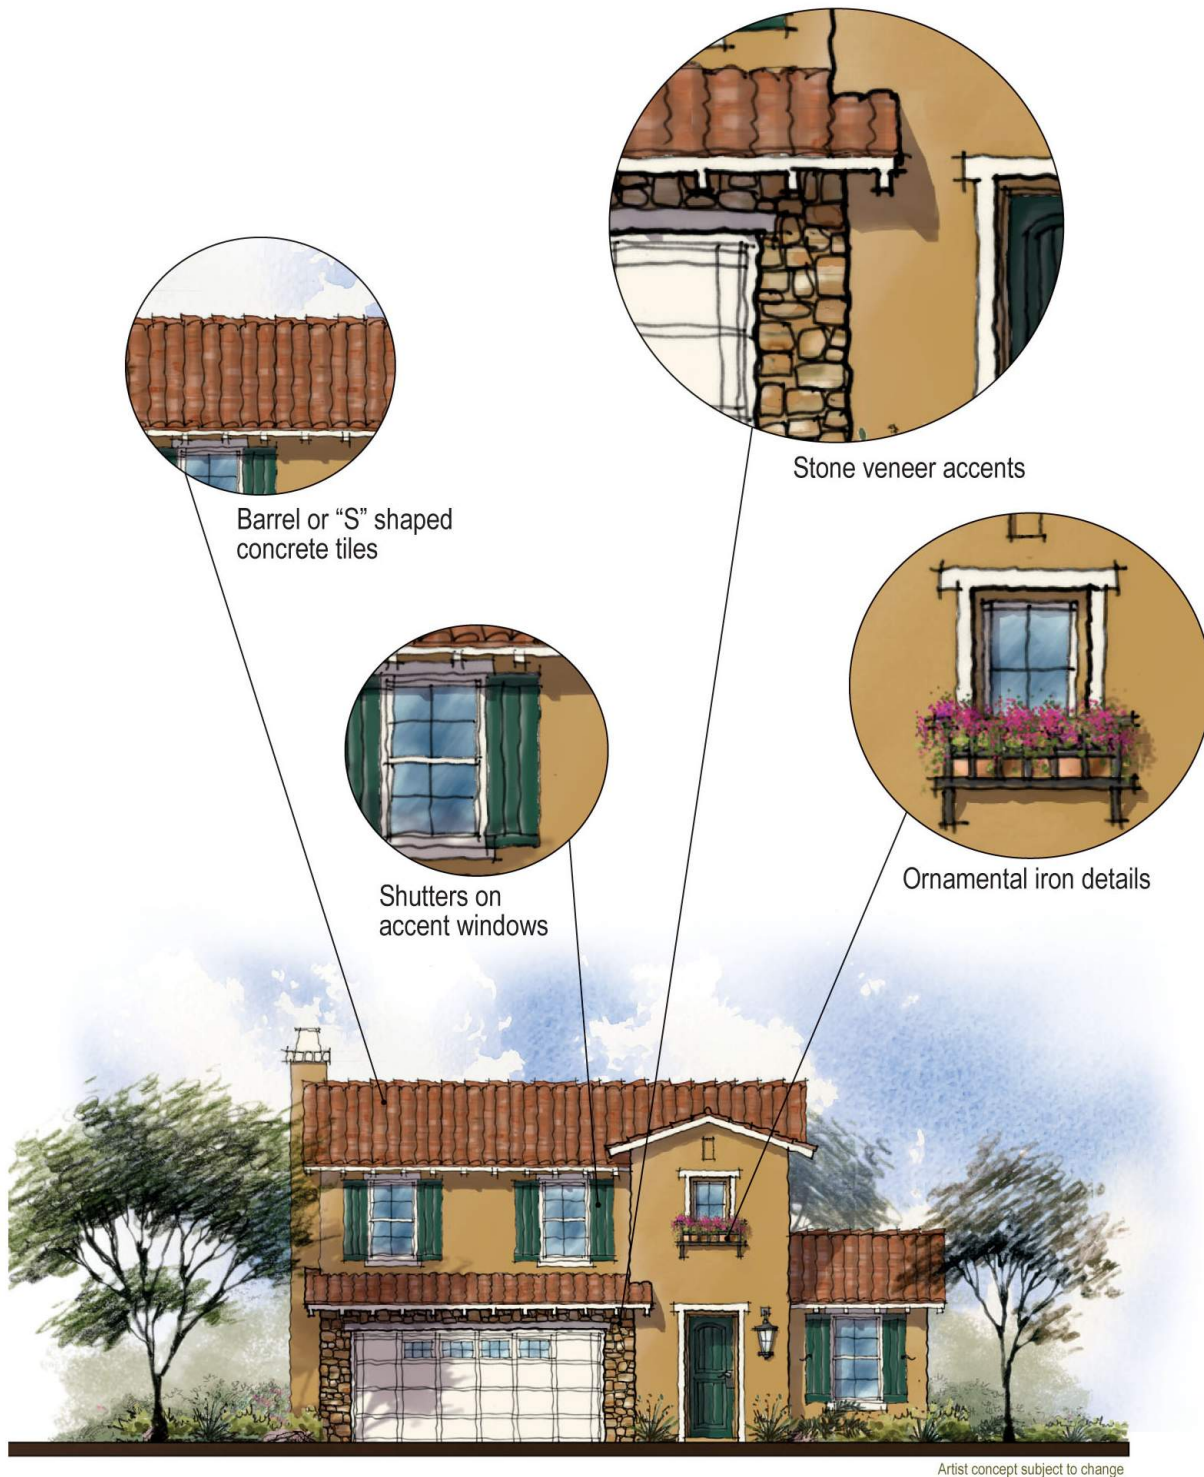 Stone veneer accents
Barrel or “S” shaped
concrete tiles
Ornamental iron details
Shutters on
accent windows
Artist concept subject to change